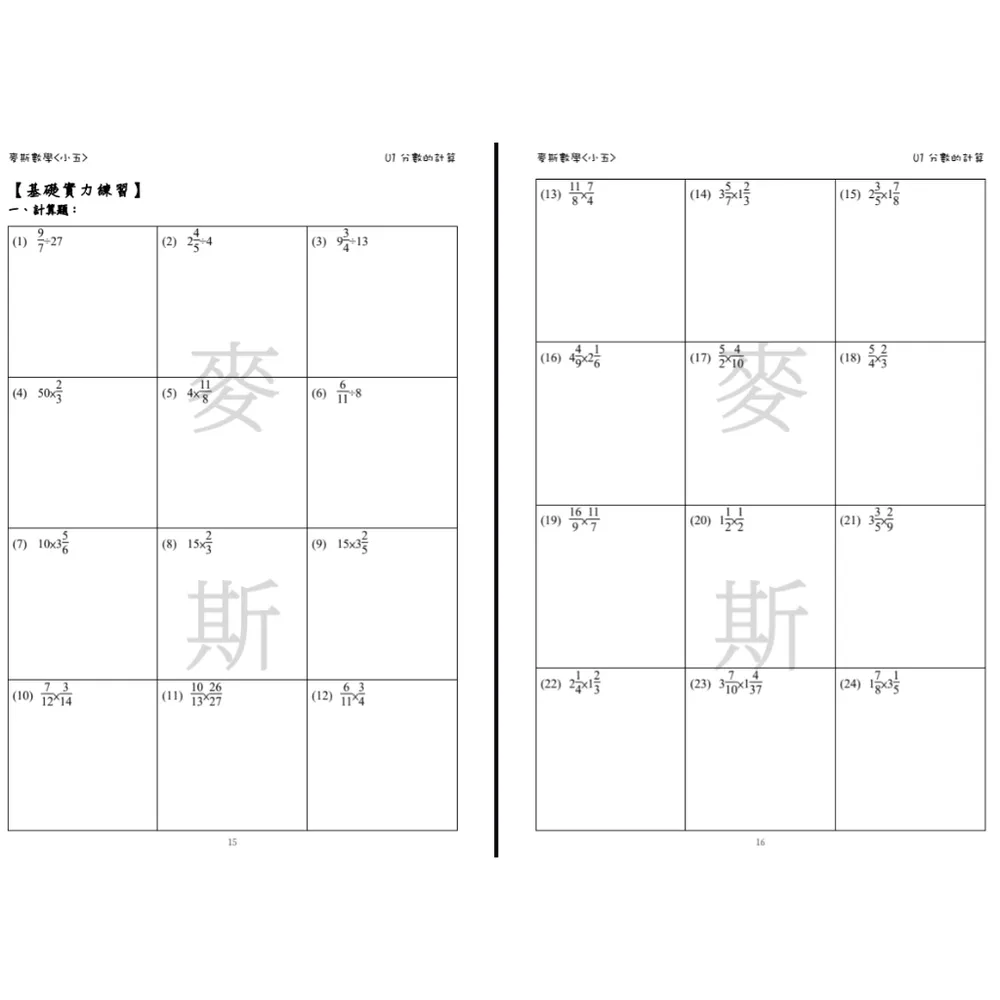 麥斯數學<小五> U1 分數的計算
【基礎實力練習】
一、計算題：
(1) 9/7÷27 (2) 2 4/5÷4 (3) 9 3/4÷13
(4) 50×2/3 (5) 4×11/8 (6) 6/11÷8
(7) 10×3 5/6 (8) 15×2/3 (9) 15×3 2/5
(10) 7/12×3/14 (11) 10/13×26/27 (12) 6/11×3/4
麥
斯
15
麥斯數學<小五> U1 分數的計算
(13) 11/8×7/4 (14) 3 5/7×1 2/3 (15) 2 3/5×1 7/8
(16) 4 4/9×2 1/6 (17) 5/2×4/10 (18) 5/4×2/3
(19) 16/9×11/7 (20) 1 1/2×1/2 (21) 3 3/5×2/9
(22) 2 1/4×1 2/3 (23) 3 7/10×1 4/37 (24) 1 7/8×3 1/5
麥
斯
16